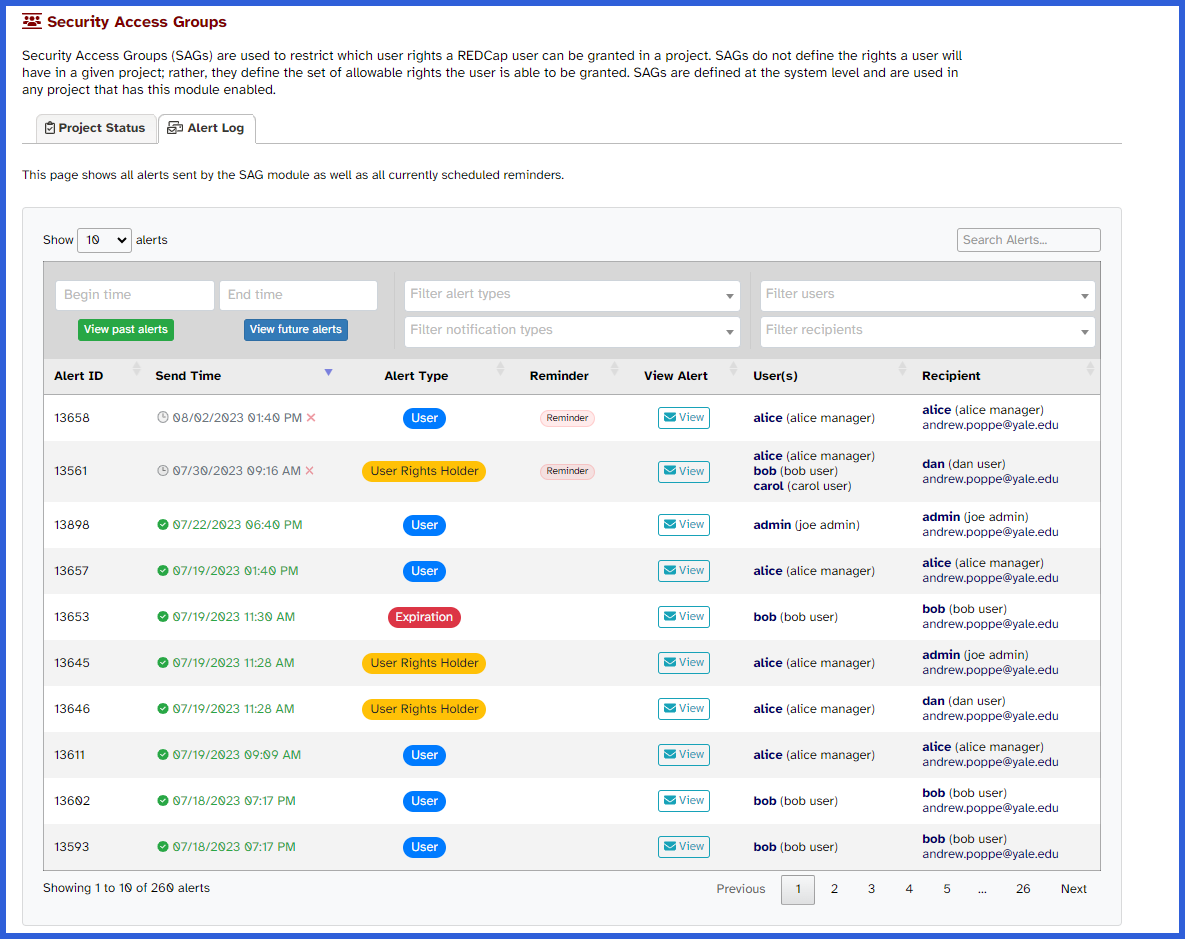 Security Access Groups
Security Access Groups (SAGs) are used to restrict which user rights a REDCap user can be granted in a project. SAGs do not define the rights a user will
have in a given project; rather, they define the set of allowable rights the user is able to be granted. SAGs are defined at the system level and are used in
any project that has this module enabled.
Project Status Alert Log
This page shows all alerts sent by the SAG module as well as all currently scheduled reminders.
Show 10 alerts Search Alerts...
Begin time End time Filter alert types Filter users
View past alerts View future alerts Filter notification types Filter recipients
Alert ID Send Time Alert Type Reminder View Alert User(s) Recipient
13658 08/02/2023 01:40 PM User Reminder View alice (alice manager) alice (alice manager)
andrew.poppe@yale.edu
13561 07/30/2023 09:16 AM User Rights Holder Reminder View alice (alice manager) dan (dan user)
bob (bob user) andrew.poppe@yale.edu
carol (carol user)
13898 07/22/2023 06:40 PM User View admin (joe admin) admin (joe admin)
andrew.poppe@yale.edu
13657 07/19/2023 01:40 PM User View alice (alice manager) alice (alice manager)
andrew.poppe@yale.edu
13653 07/19/2023 11:30 AM Expiration View bob (bob user) bob (bob user)
andrew.poppe@yale.edu
13645 07/19/2023 11:28 AM User Rights Holder View alice (alice manager) admin (joe admin)
andrew.poppe@yale.edu
13646 07/19/2023 11:28 AM User Rights Holder View alice (alice manager) dan (dan user)
andrew.poppe@yale.edu
13611 07/19/2023 09:09 AM User View alice (alice manager) alice (alice manager)
andrew.poppe@yale.edu
13602 07/18/2023 07:17 PM User View bob (bob user) bob (bob user)
andrew.poppe@yale.edu
13593 07/18/2023 07:17 PM User View bob (bob user) bob (bob user)
andrew.poppe@yale.edu
Showing 1 to 10 of 260 alerts Previous 1 2 3 4 5 ... 26 Next